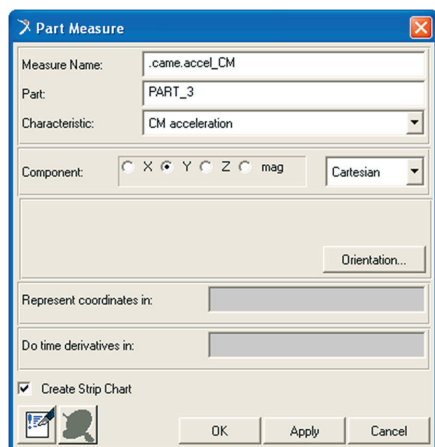 Part Measure
Measure Name: .came.accel_CM
Part: PART_3
Characteristic: CM acceleration
Component: X Y Z mag Cartesian
Orientation...
Represent coordinates in:
Do time derivatives in:
Create Strip Chart
OK Apply Cancel